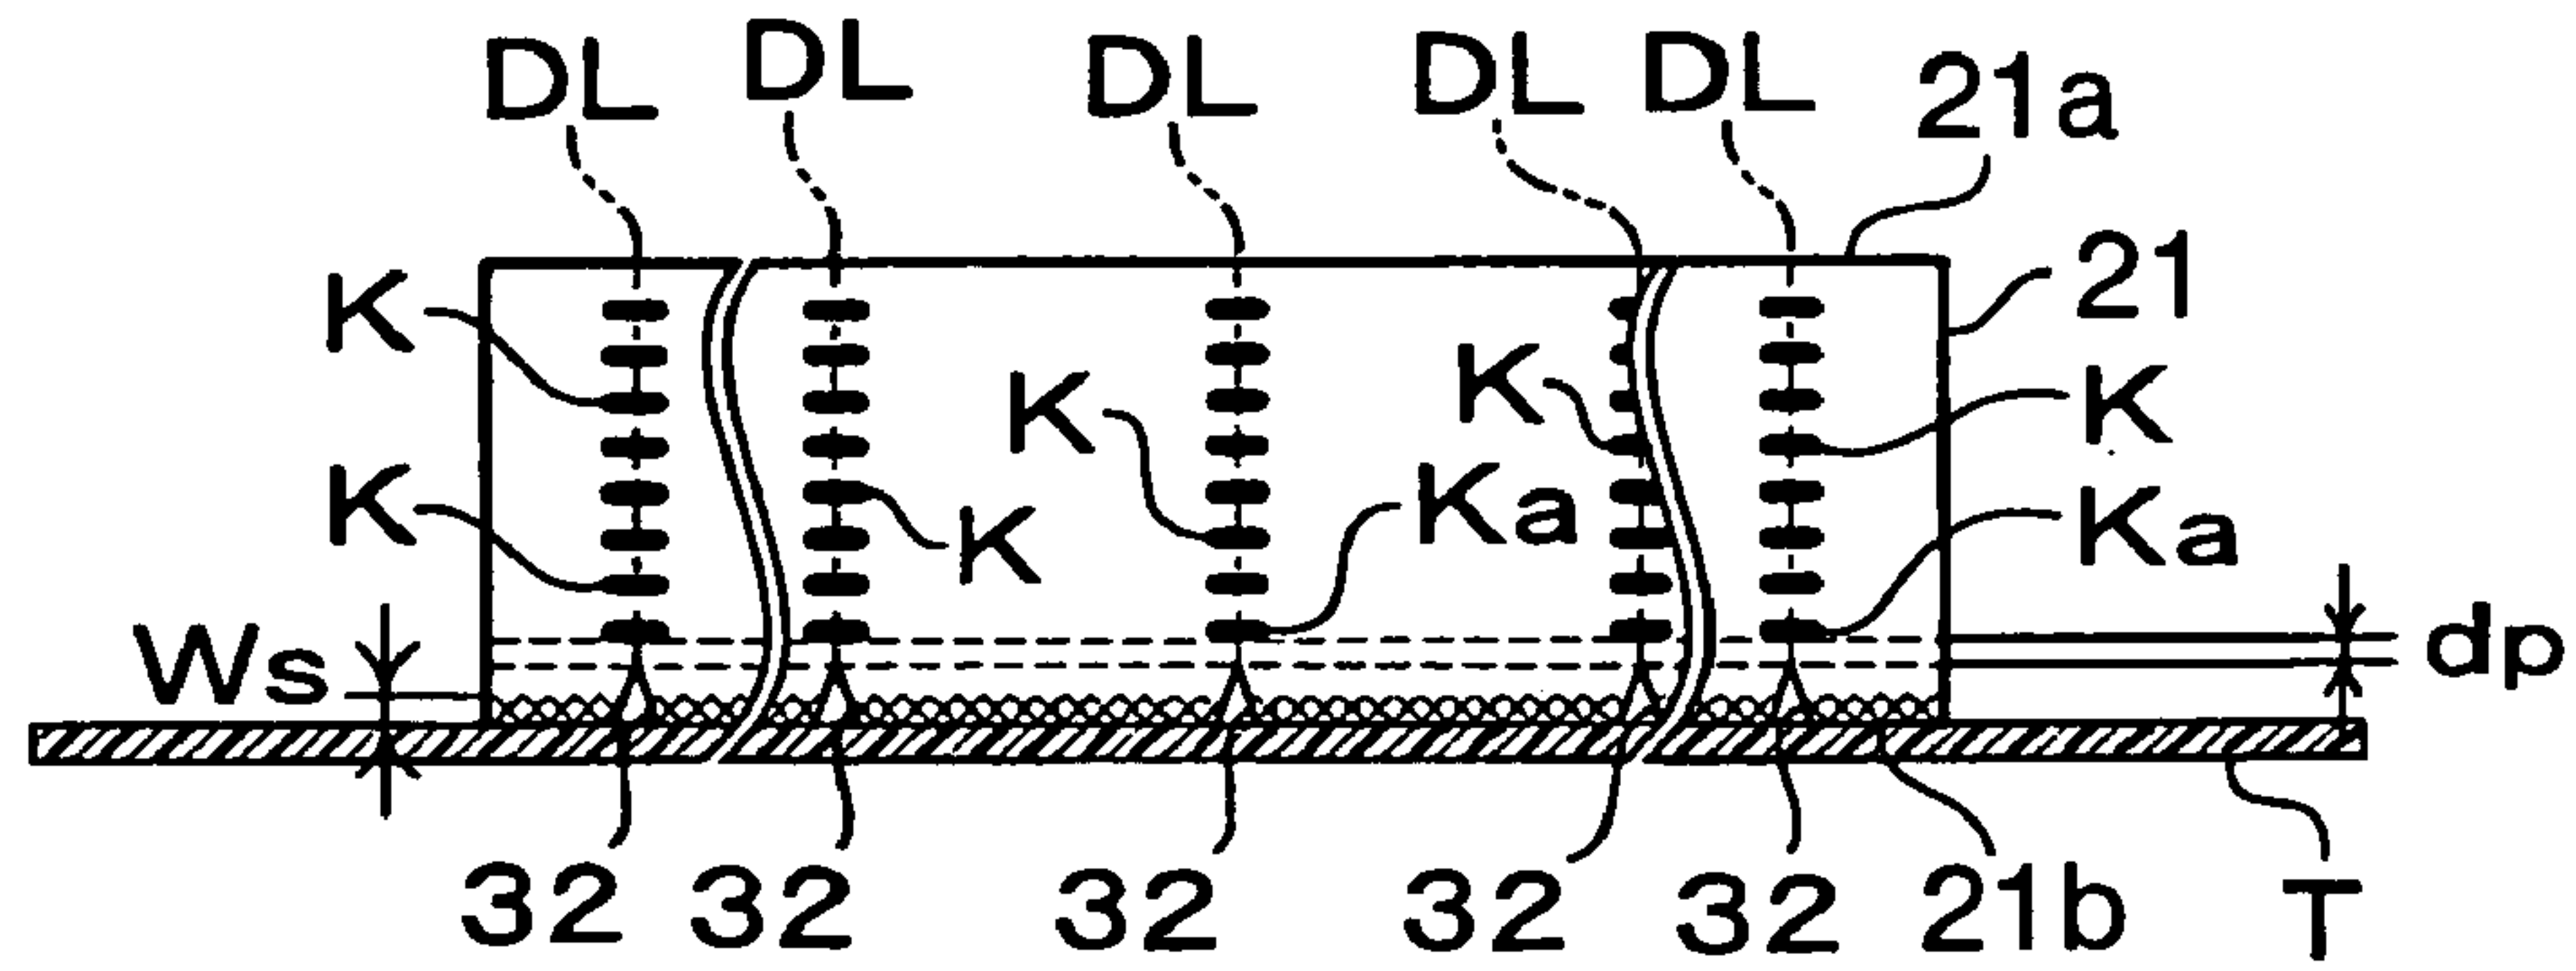 DL DL DL DL DL 21a
K K K K 21
K K Ka K Ka
Ws dp
32 32 32 32 32 21b T